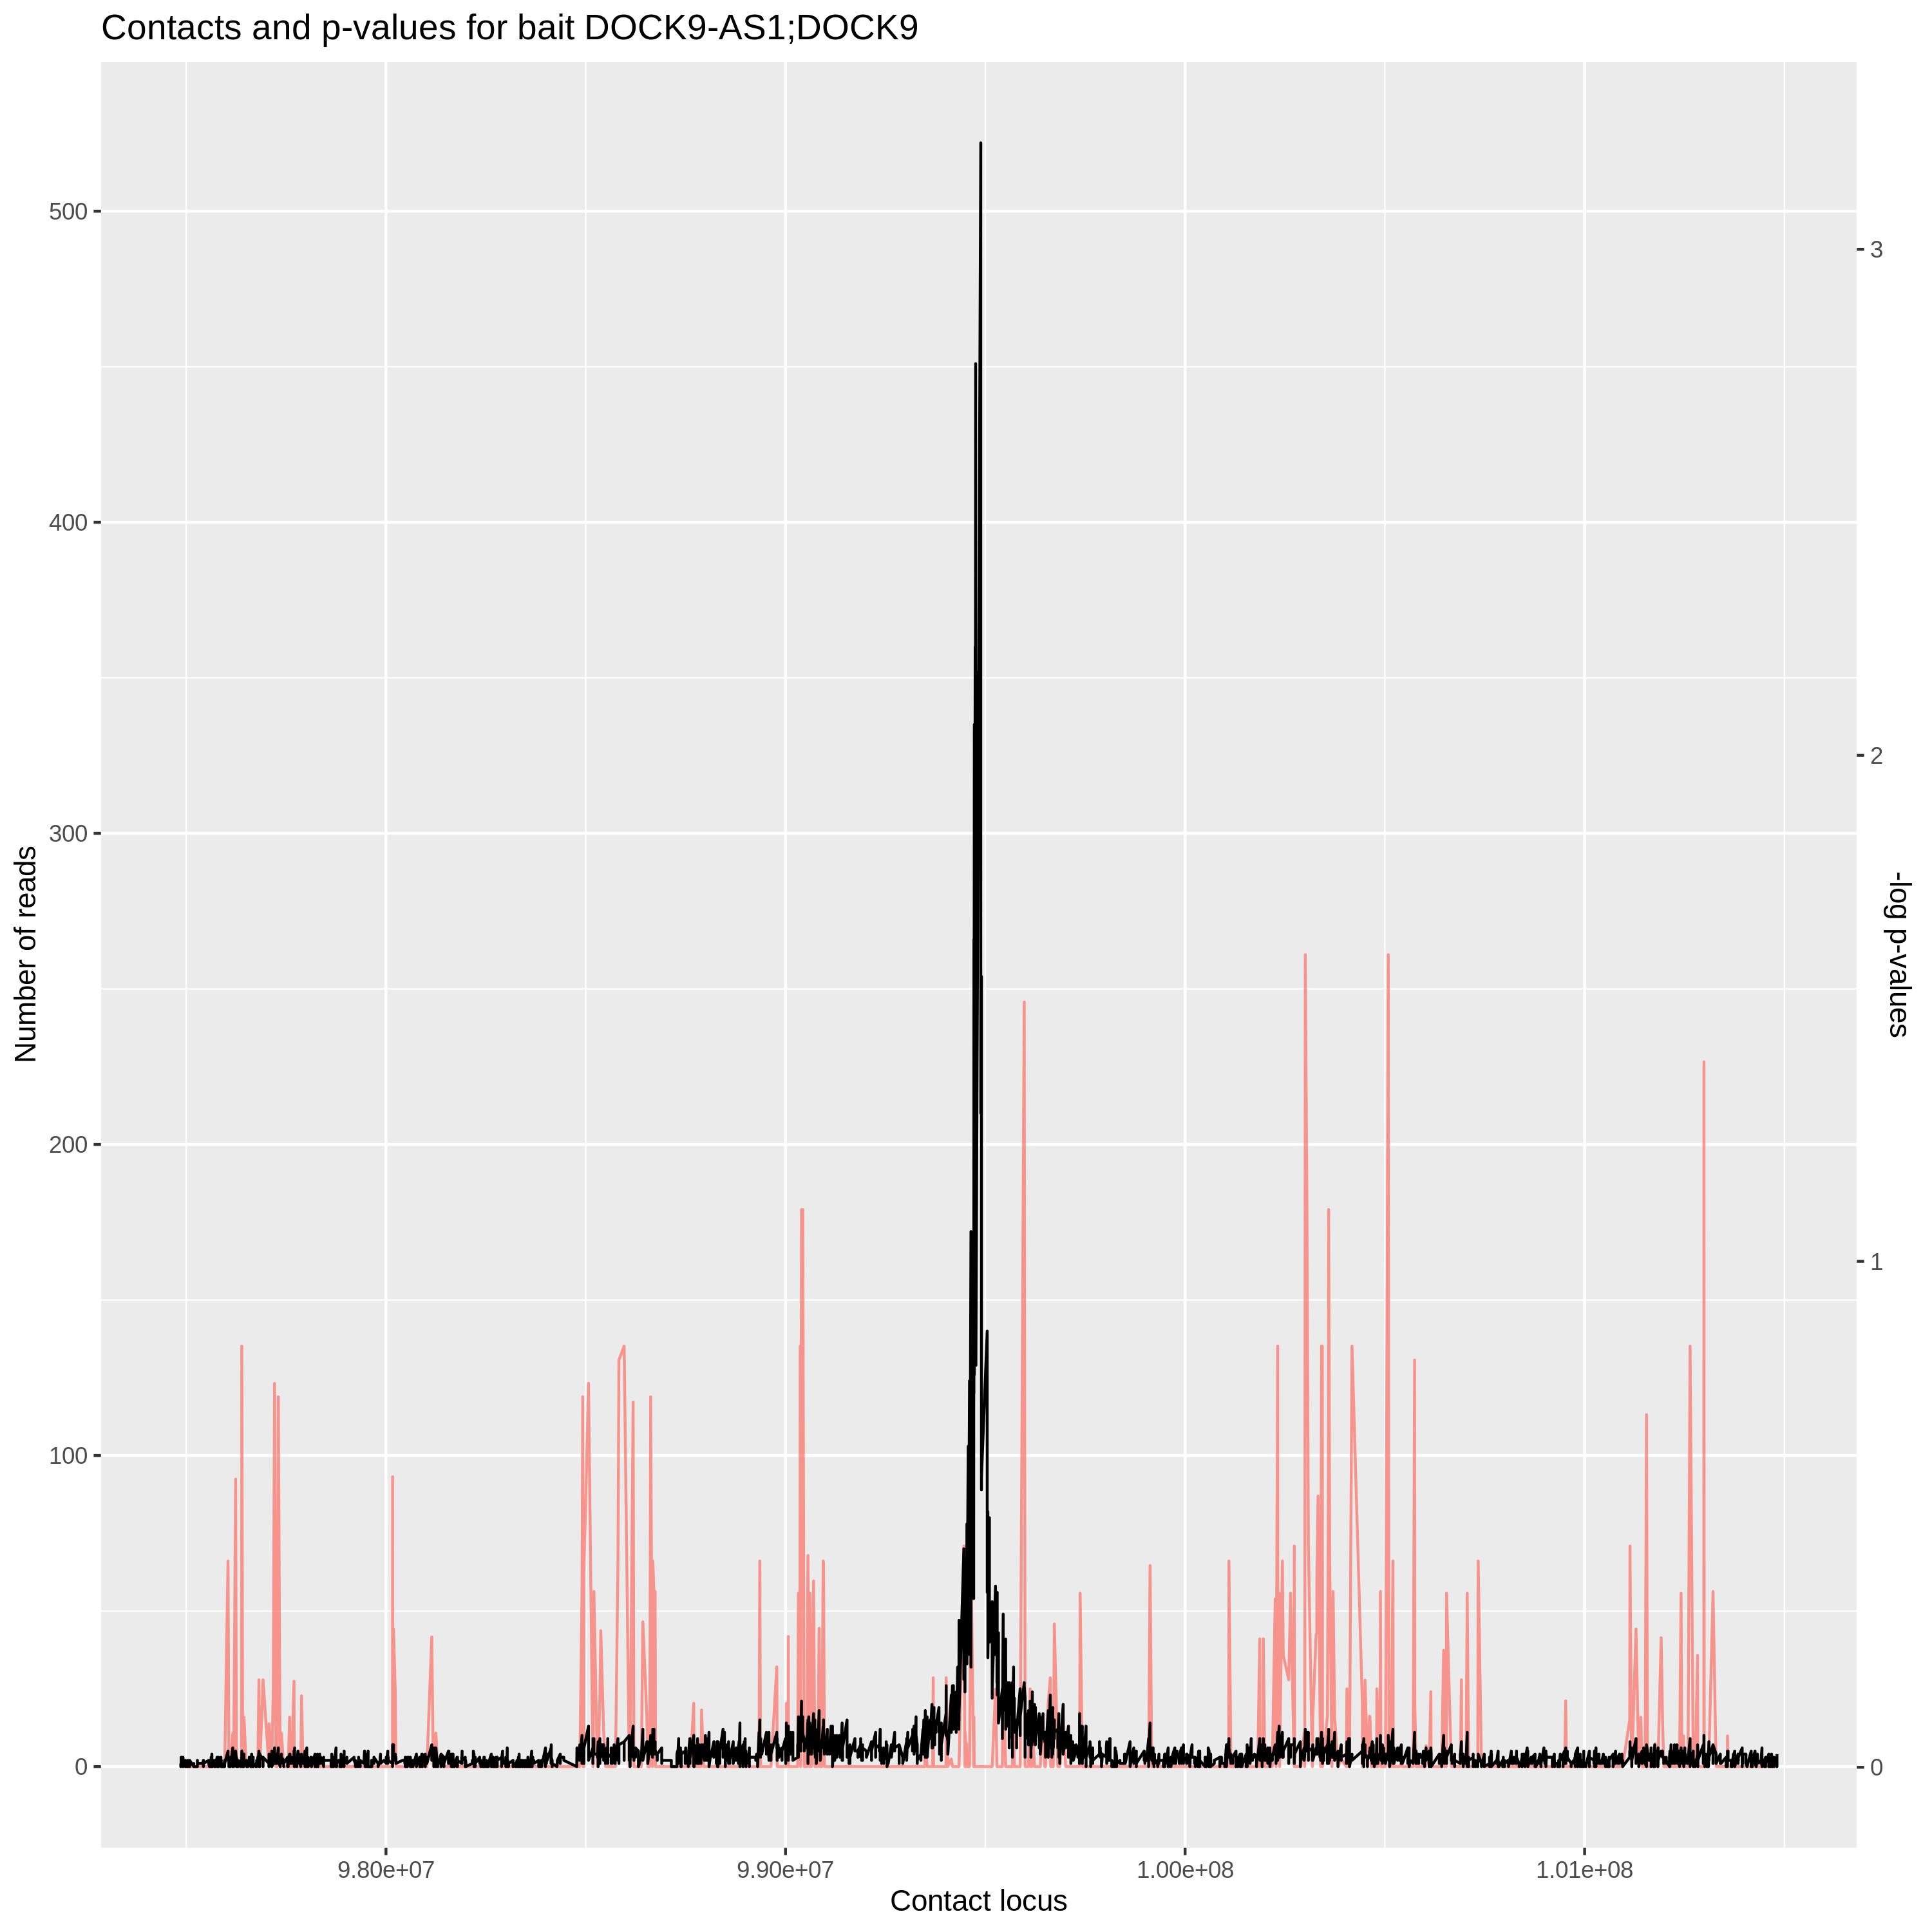 Contacts and p-values for bait DOCK9-AS1;DOCK9
Number of reads
500
400
300
200
100
0
3
2
1
0
-log p-values
9.80e+07
9.90e+07
1.00e+08
1.01e+08
Contact locus